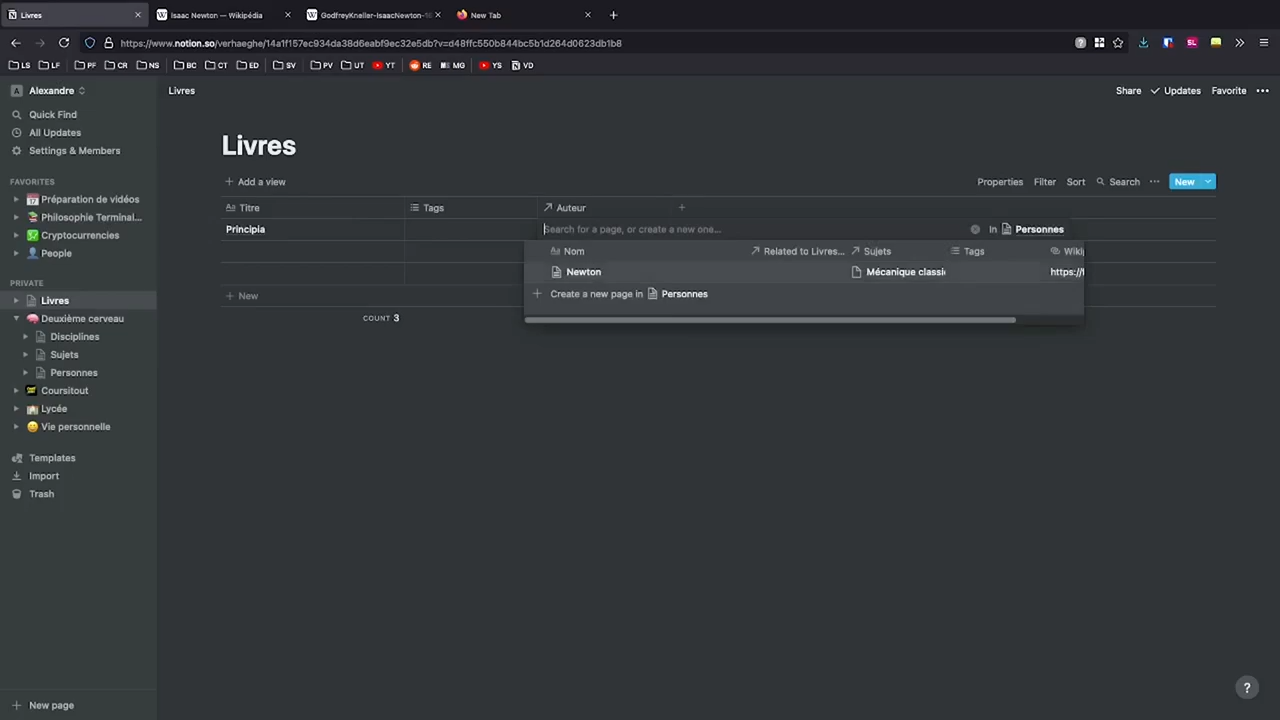 Livres
Isaac Newton — Wikipédia
GodfreyKneller-IsaacNewton-16
New Tab
https://www.notion.so/verhaeghe/14a1f157ec934da38d6eabf9ec32e5db?v=d48ffc550b844bc5b1d264d0623db1b8
LS LF PF CR NS BC CT ED SV PV UT YT RE MG YS VD
A Alexandre
Livres
Share Updates Favorite
Quick Find
All Updates
Settings & Members
Livres
Add a view
Properties Filter Sort Search New
FAVORITES
Préparation de vidéos
Philosophie Terminal...
Cryptocurrencies
People
PRIVATE
Livres
Deuxième cerveau
Disciplines
Sujets
Personnes
Coursitout
Lycée
Vie personnelle
Templates
Import
Trash
New page
Titre Tags Auteur
Principia
Search for a page, or create a new one...
In Personnes
Nom Related to Livres... Sujets Tags Wiki
Newton Mécanique classi https://f
Create a new page in Personnes
New
COUNT 3
?